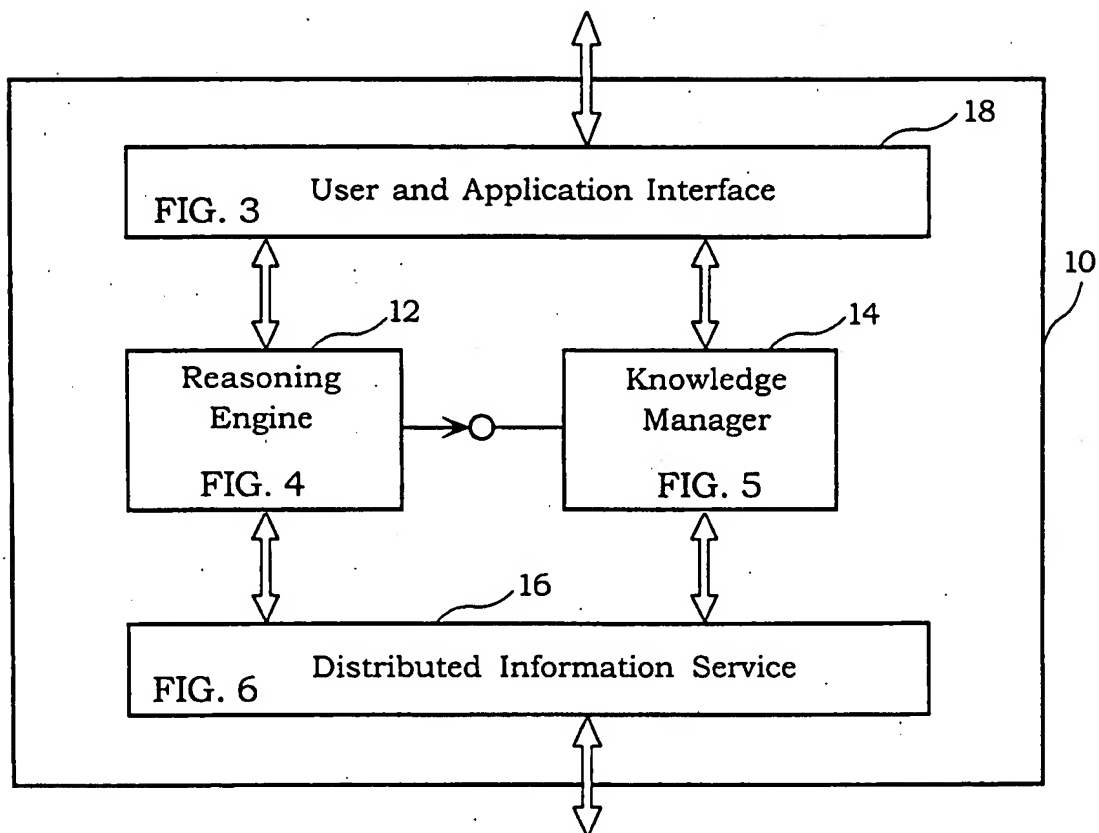 18
User and Application Interface
FIG. 3
10
12
14
Reasoning
Engine
FIG. 4
Knowledge
Manager
FIG. 5
16
Distributed Information Service
FIG. 6